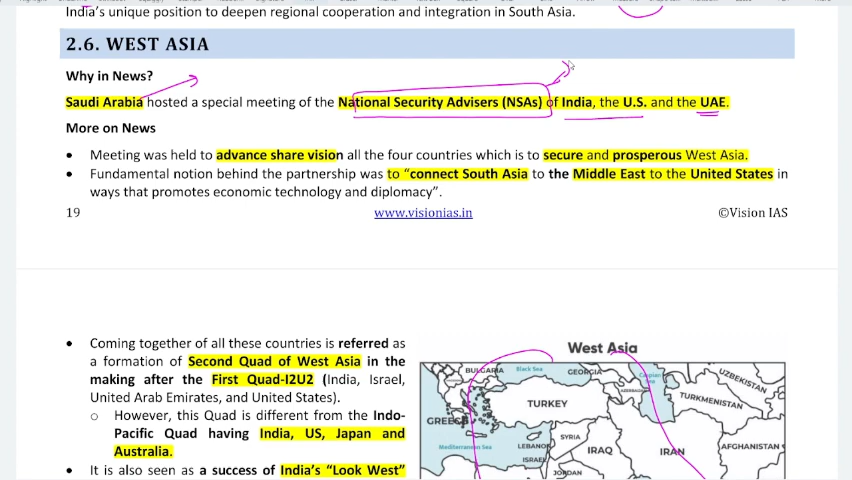 India's unique position to deepen regional cooperation and integration in South Asia.
2.6. WEST ASIA
Why in News?
Saudi Arabia hosted a special meeting of the National Security Advisers (NSAs) of India, the U.S. and the UAE.
More on News
• Meeting was held to advance share vision all the four countries which is to secure and prosperous West Asia.
• Fundamental notion behind the partnership was to “connect South Asia to the Middle East to the United States in
ways that promotes economic technology and diplomacy”.
19 www.visionias.in ©Vision IAS
• Coming together of all these countries is referred as
a formation of Second Quad of West Asia in the
making after the First Quad-I2U2 (India, Israel,
United Arab Emirates, and United States).
o However, this Quad is different from the Indo-
Pacific Quad having India, US, Japan and
Australia.
• It is also seen as a success of India's “Look West”
West Asia
BULGARIA
Black Sea
GEORGIA
Caspian
Sea
UZBEKISTAN
AZERBAIJAN
TURKMENISTAN
TURKEY
GREECE
SYRIA
Mediterranean Sea
LEBANON
IRAQ
IRAN
AFGHANISTAN
ISRAEL
JORDAN